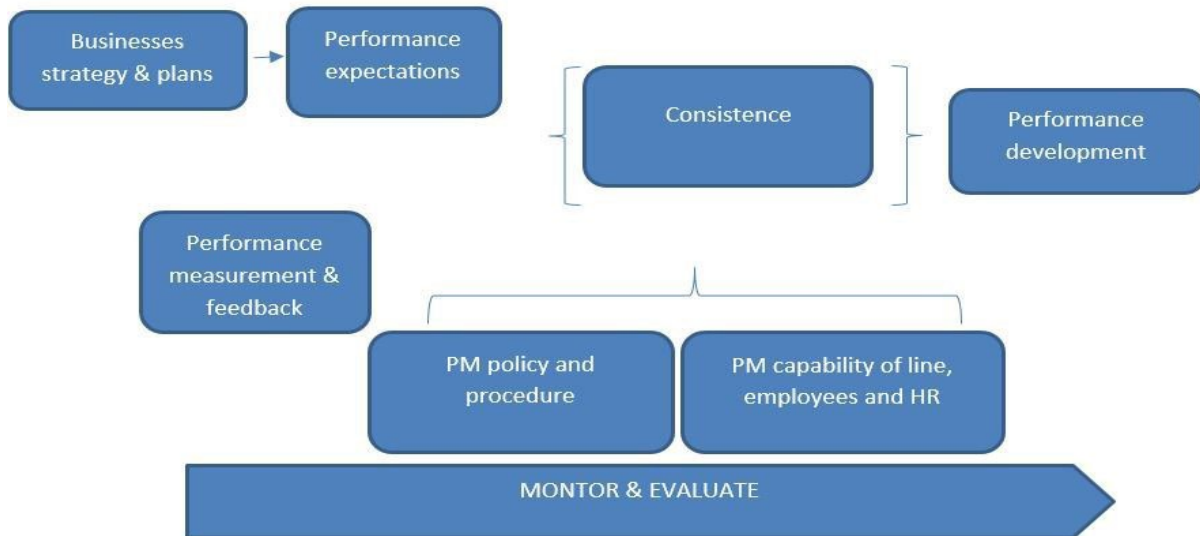 Businesses
strategy & plans
Performance
expectations
Consistence
Performance
development
Performance
measurement &
feedback
PM policy and
procedure
PM capability of line,
employees and HR
MONTOR & EVALUATE